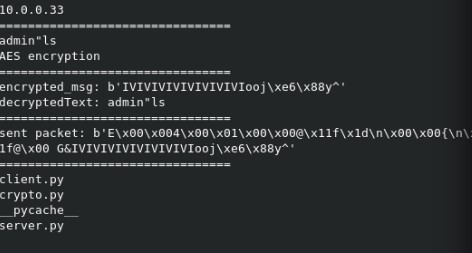 10.0.0.33
================================
admin"ls
AES encryption
================================
encrypted_msg: b'IVIVIVIVIVIVIVIVIooj\xe6\x88y^'
decryptedText: admin"ls
================================
sent packet: b'E\x00\x004\x00\x01\x00\x00@\x11f\x1d\n\x00\x00{\n\
1f@\x00 G&IVIVIVIVIVIVIVIVIooj\xe6\x88y^'
================================
client.py
crypto.py
__pycache__
server.py